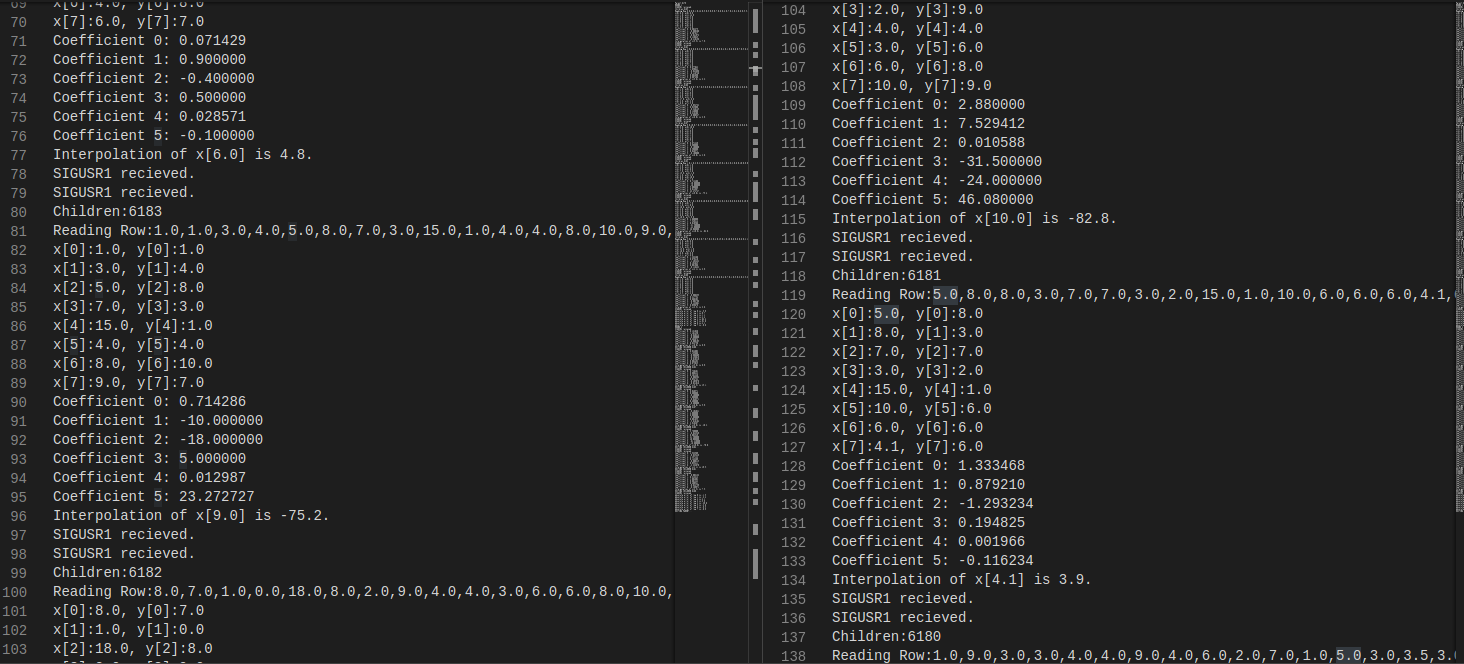 69 x[6]:4.0, y[6]:8.0
70 x[7]:6.0, y[7]:7.0
71 Coefficient 0: 0.071429
72 Coefficient 1: 0.900000
73 Coefficient 2: -0.400000
74 Coefficient 3: 0.500000
75 Coefficient 4: 0.028571
76 Coefficient 5: -0.100000
77 Interpolation of x[6.0] is 4.8.
78 SIGUSR1 recieved.
79 SIGUSR1 recieved.
80 Children:6183
81 Reading Row:1.0,1.0,3.0,4.0,5.0,8.0,7.0,3.0,15.0,1.0,4.0,4.0,8.0,10.0,9.0,
82 x[0]:1.0, y[0]:1.0
83 x[1]:3.0, y[1]:4.0
84 x[2]:5.0, y[2]:8.0
85 x[3]:7.0, y[3]:3.0
86 x[4]:15.0, y[4]:1.0
87 x[5]:4.0, y[5]:4.0
88 x[6]:8.0, y[6]:10.0
89 x[7]:9.0, y[7]:7.0
90 Coefficient 0: 0.714286
91 Coefficient 1: -10.000000
92 Coefficient 2: -18.000000
93 Coefficient 3: 5.000000
94 Coefficient 4: 0.012987
95 Coefficient 5: 23.272727
96 Interpolation of x[9.0] is -75.2.
97 SIGUSR1 recieved.
98 SIGUSR1 recieved.
99 Children:6182
100 Reading Row:8.0,7.0,1.0,0.0,18.0,8.0,2.0,9.0,4.0,4.0,3.0,6.0,6.0,8.0,10.0,
101 x[0]:8.0, y[0]:7.0
102 x[1]:1.0, y[1]:0.0
103 x[2]:18.0, y[2]:8.0
104 x[3]:2.0, y[3]:9.0
105 x[4]:4.0, y[4]:4.0
106 x[5]:3.0, y[5]:6.0
107 x[6]:6.0, y[6]:8.0
108 x[7]:10.0, y[7]:9.0
109 Coefficient 0: 2.880000
110 Coefficient 1: 7.529412
111 Coefficient 2: 0.010588
112 Coefficient 3: -31.500000
113 Coefficient 4: -24.000000
114 Coefficient 5: 46.080000
115 Interpolation of x[10.0] is -82.8.
116 SIGUSR1 recieved.
117 SIGUSR1 recieved.
118 Children:6181
119 Reading Row:5.0,8.0,8.0,3.0,7.0,7.0,3.0,2.0,15.0,1.0,10.0,6.0,6.0,6.0,4.1,
120 x[0]:5.0, y[0]:8.0
121 x[1]:8.0, y[1]:3.0
122 x[2]:7.0, y[2]:7.0
123 x[3]:3.0, y[3]:2.0
124 x[4]:15.0, y[4]:1.0
125 x[5]:10.0, y[5]:6.0
126 x[6]:6.0, y[6]:6.0
127 x[7]:4.1, y[7]:6.0
128 Coefficient 0: 1.333468
129 Coefficient 1: 0.879210
130 Coefficient 2: -1.293234
131 Coefficient 3: 0.194825
132 Coefficient 4: 0.001966
133 Coefficient 5: -0.116234
134 Interpolation of x[4.1] is 3.9.
135 SIGUSR1 recieved.
136 SIGUSR1 recieved.
137 Children:6180
138 Reading Row:1.0,9.0,3.0,3.0,4.0,4.0,9.0,4.0,6.0,2.0,7.0,1.0,5.0,3.0,3.5,3.